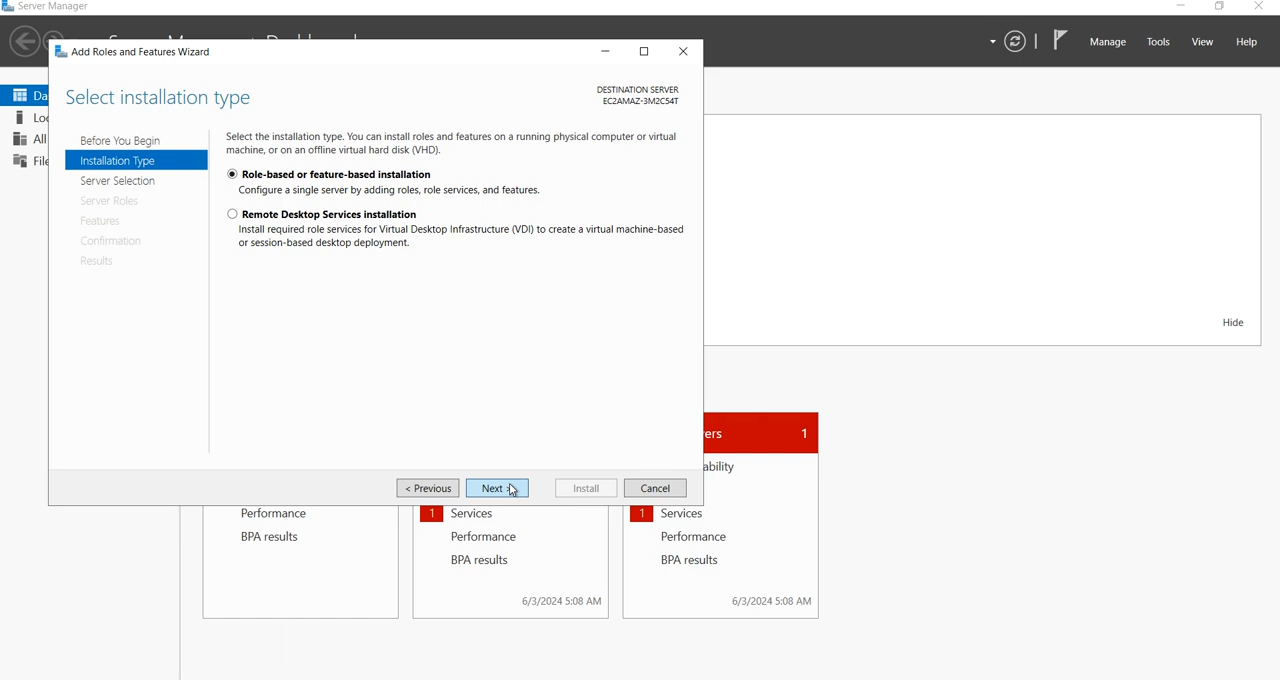 Server Manager
Manage
Tools
View
Help
Add Roles and Features Wizard
Select installation type
DESTINATION SERVER
EC2AMAZ-3M2C54T
Before You Begin
Installation Type
Server Selection
Server Roles
Features
Confirmation
Results
Select the installation type. You can install roles and features on a running physical computer or virtual
machine, or on an offline virtual hard disk (VHD).
Role-based or feature-based installation
Configure a single server by adding roles, role services, and features.
Remote Desktop Services installation
Install required role services for Virtual Desktop Infrastructure (VDI) to create a virtual machine-based
or session-based desktop deployment.
< Previous
Next >
Install
Cancel
Da
Loc
All
File
Hide
ers 1
ability
Performance
BPA results
1 Services
Performance
BPA results
6/3/2024 5:08 AM
1 Services
Performance
BPA results
6/3/2024 5:08 AM